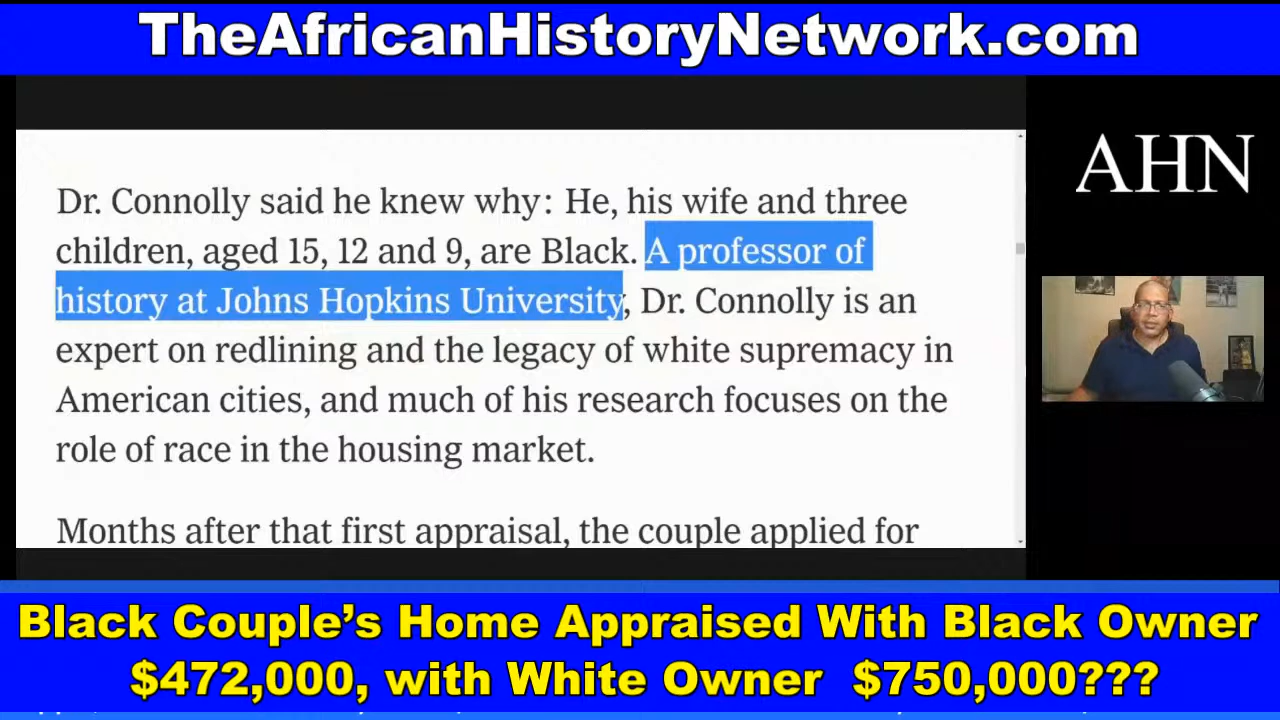 TheAfricanHistoryNetwork.com
AHN
Dr. Connolly said he knew why: He, his wife and three
children, aged 15, 12 and 9, are Black. A professor of
history at Johns Hopkins University, Dr. Connolly is an
expert on redlining and the legacy of white supremacy in
American cities, and much of his research focuses on the
role of race in the housing market.
Months after that first appraisal, the couple applied for
Black Couple’s Home Appraised With Black Owner
$472,000, with White Owner $750,000???